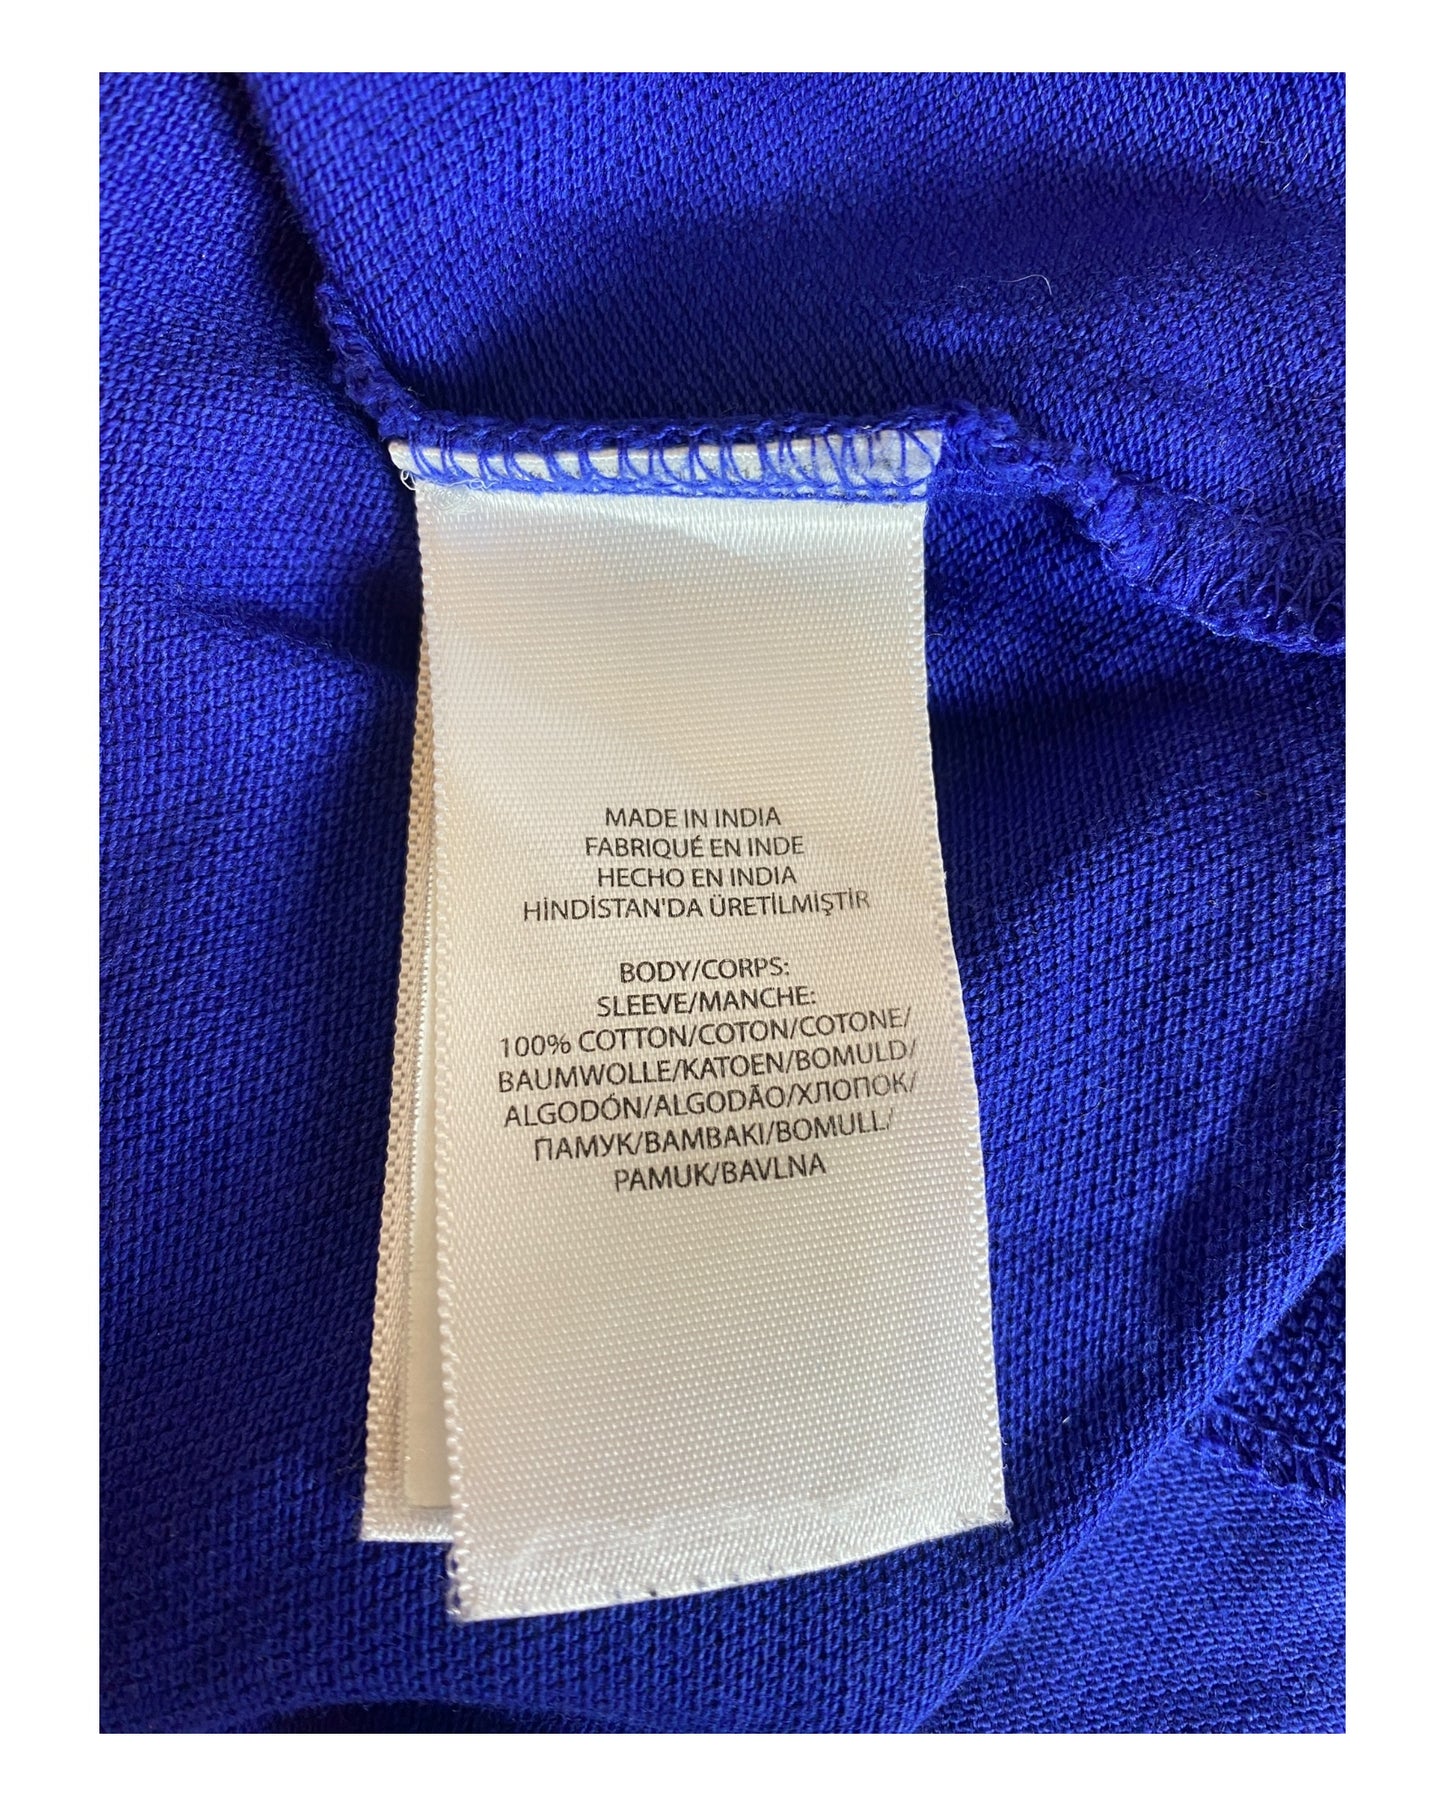 MADE IN INDIA
FABRIQUÉ EN INDE
HECHO EN INDIA
HİNDİSTAN'DA ÜRETİLMİŞTİR
BODY/CORPS:
SLEEVE/MANCHE:
100% COTTON/COTON/COTONE/
BAUMWOLLE/KATOEN/BOMULD/
ALGODÓN/ALGODÃO/ХЛОПОК/
ПАМУК/BAMBAKI/BOMULL/
PAMUK/BAVLNA